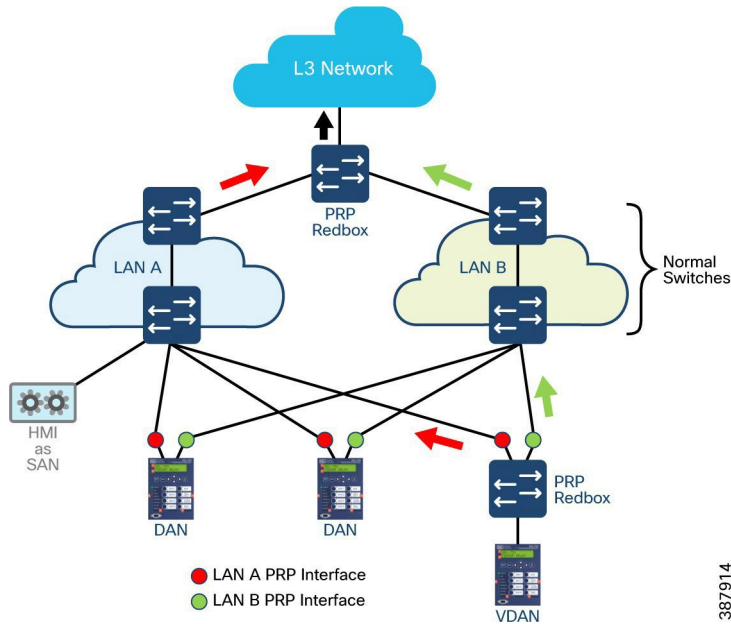 L3 Network
PRP
Redbox
LAN A
LAN B
Normal
Switches
HMI
as
SAN
DAN
DAN
PRP
Redbox
VDAN
LAN A PRP Interface
LAN B PRP Interface
387914